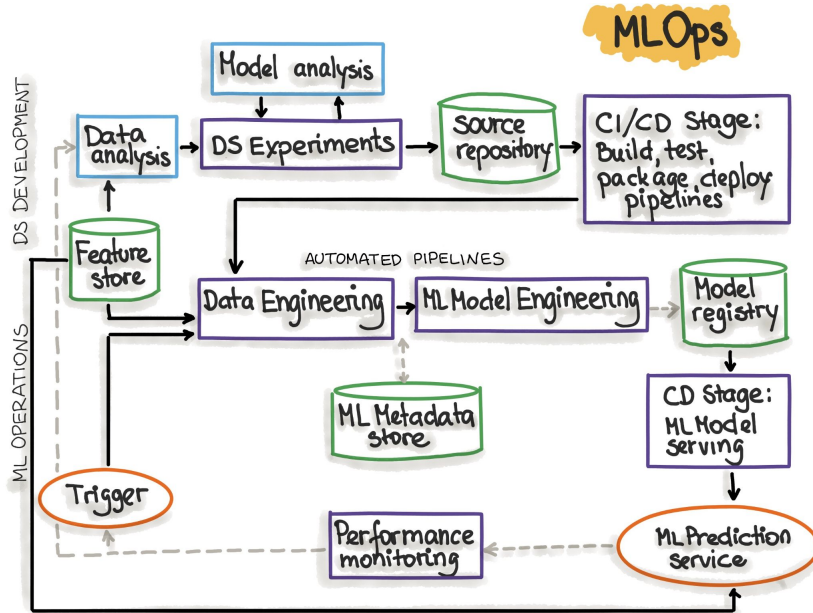 MLOps
Model analysis
DS DEVELOPMENT
Data
analysis
DS Experiments
Source
repository
CI/CD Stage:
Build, test,
package, deploy
pipelines
Feature
store
AUTOMATED PIPELINES
Data Engineering
ML Model Engineering
Model
registry
ML OPERATIONS
ML Metadata
store
CD Stage:
ML Model
serving
Trigger
Performance
monitoring
ML Prediction
service